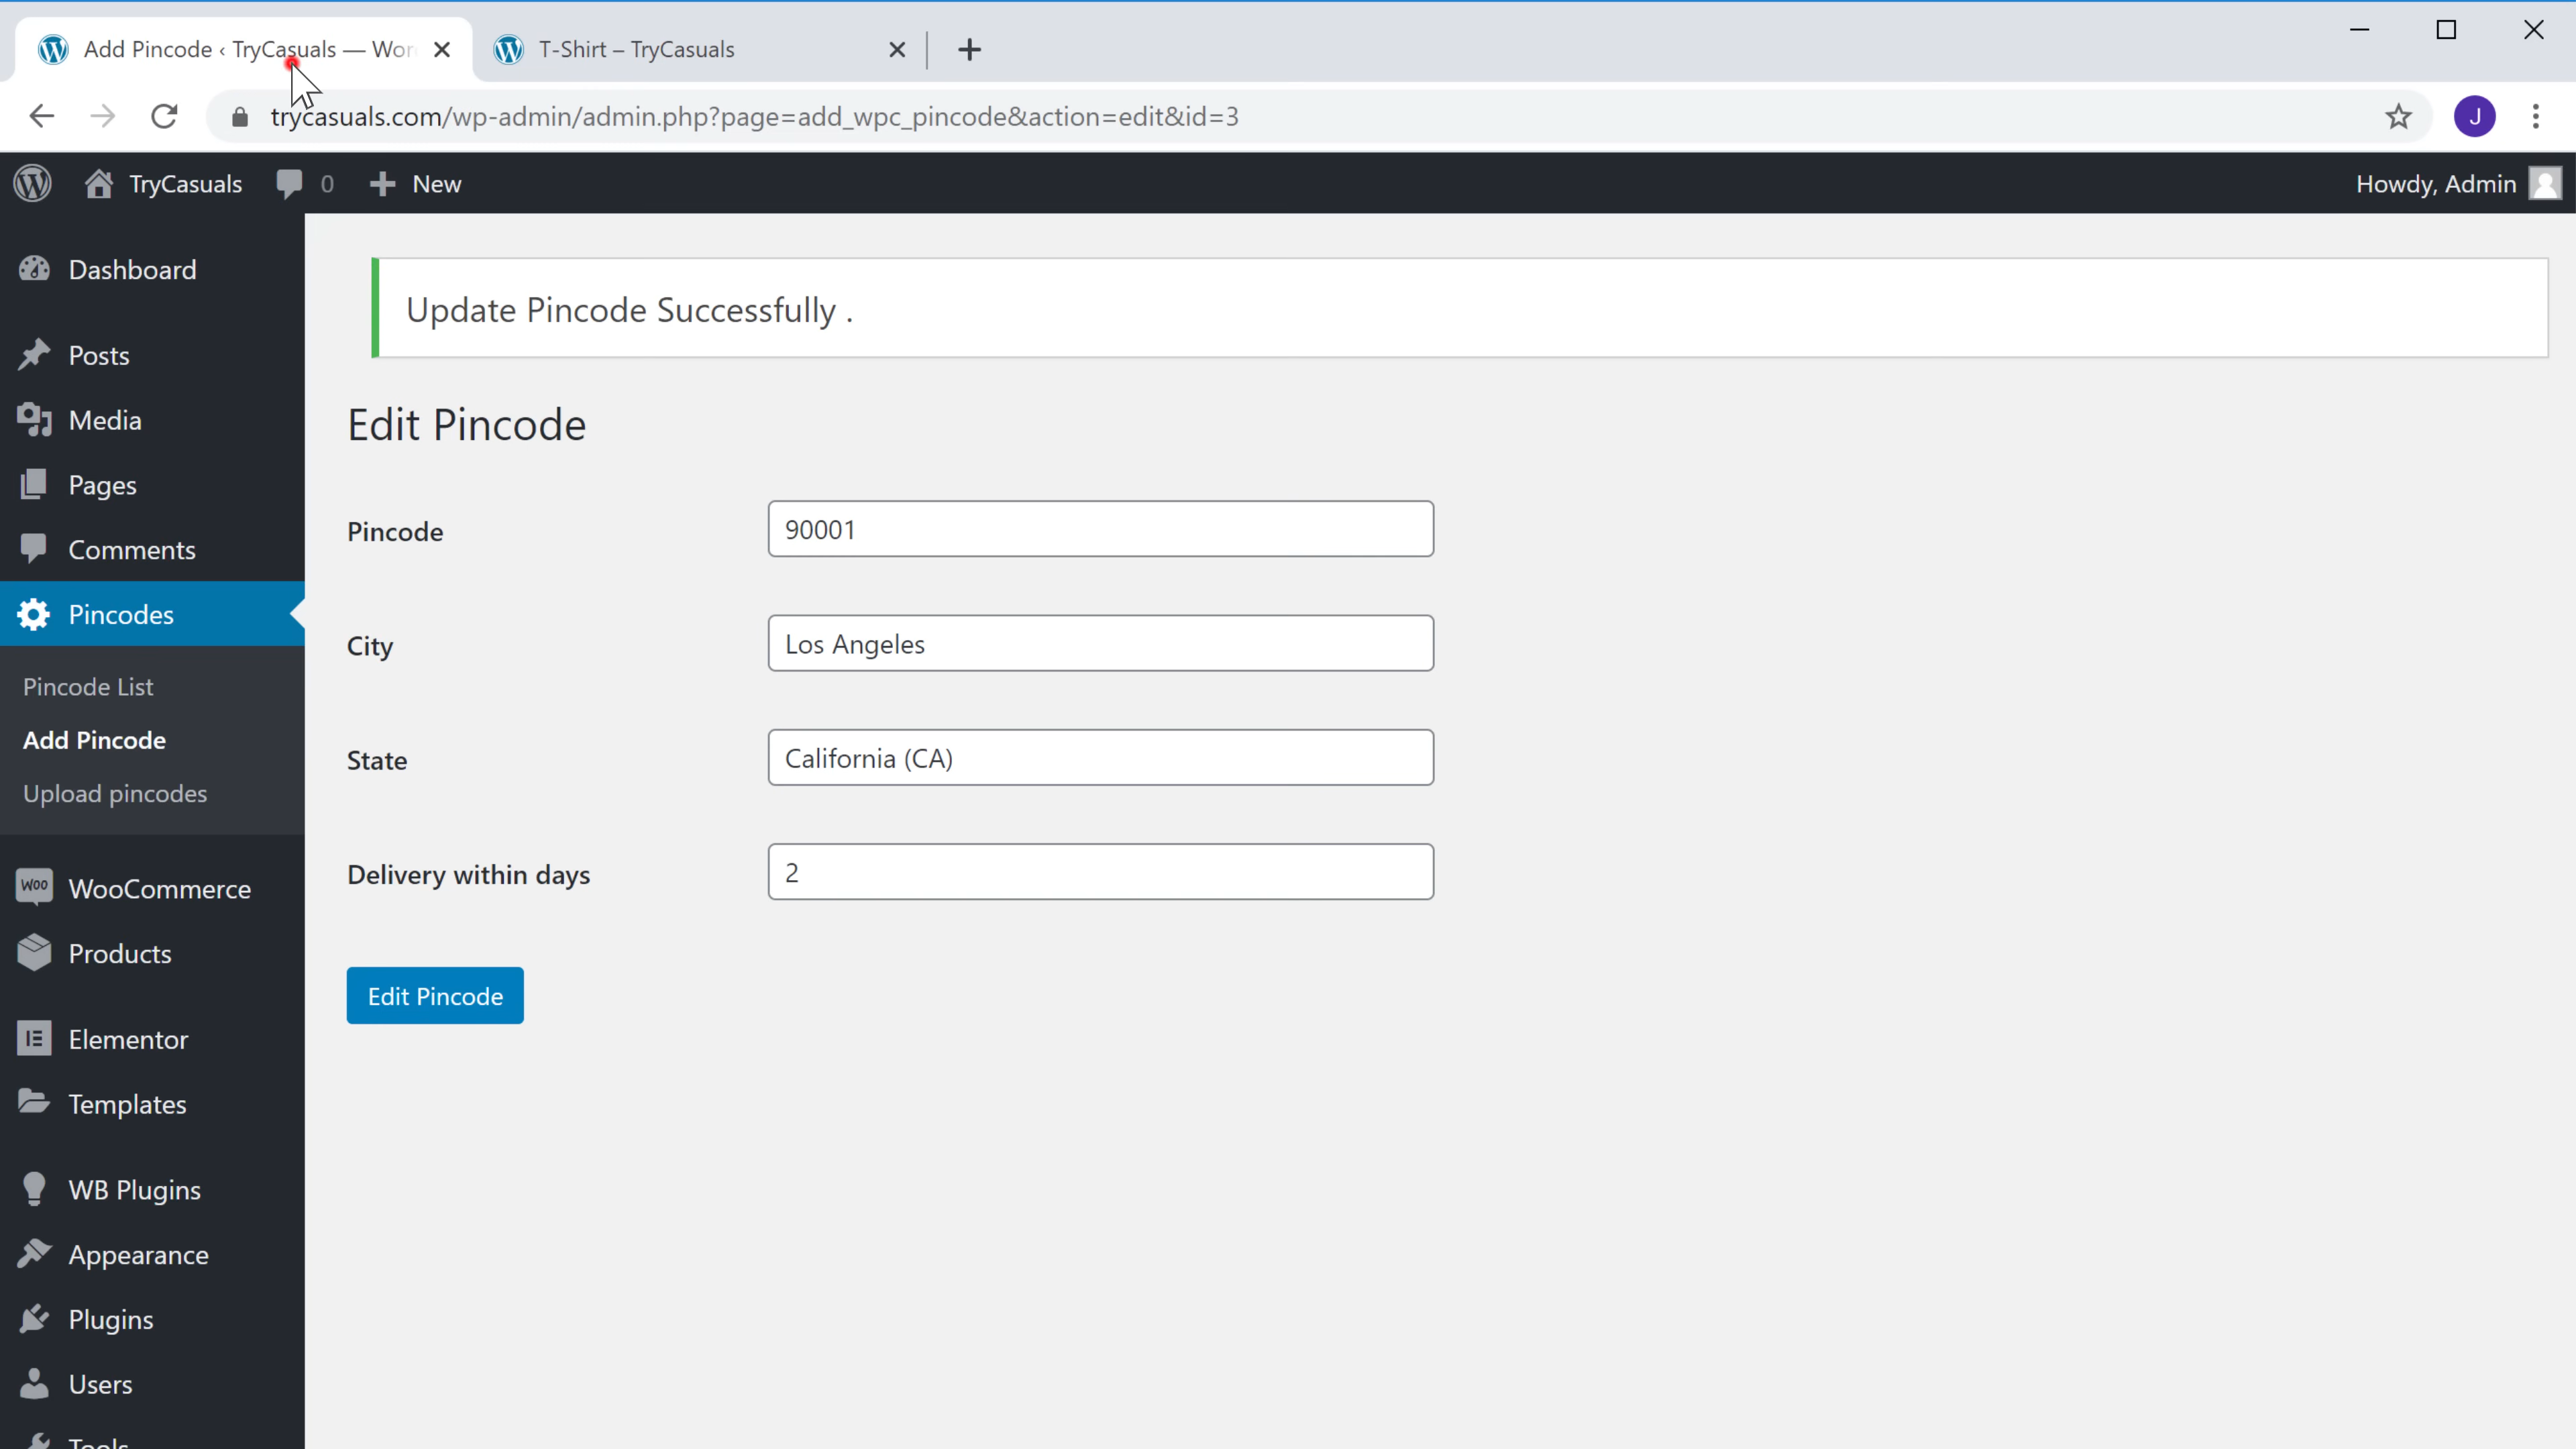 Add Pincode ‹ TryCasuals — Wor
T-Shirt – TryCasuals
trycasuals.com/wp-admin/admin.php?page=add_wpc_pincode&action=edit&id=3
J
TryCasuals
0
New
Howdy, Admin
Dashboard
Posts
Media
Pages
Comments
Pincodes
Pincode List
Add Pincode
Upload pincodes
WooCommerce
Products
Elementor
Templates
WB Plugins
Appearance
Plugins
Users
Tools
Update Pincode Successfully .
Edit Pincode
Pincode
90001
City
Los Angeles
State
California (CA)
Delivery within days
2
Edit Pincode